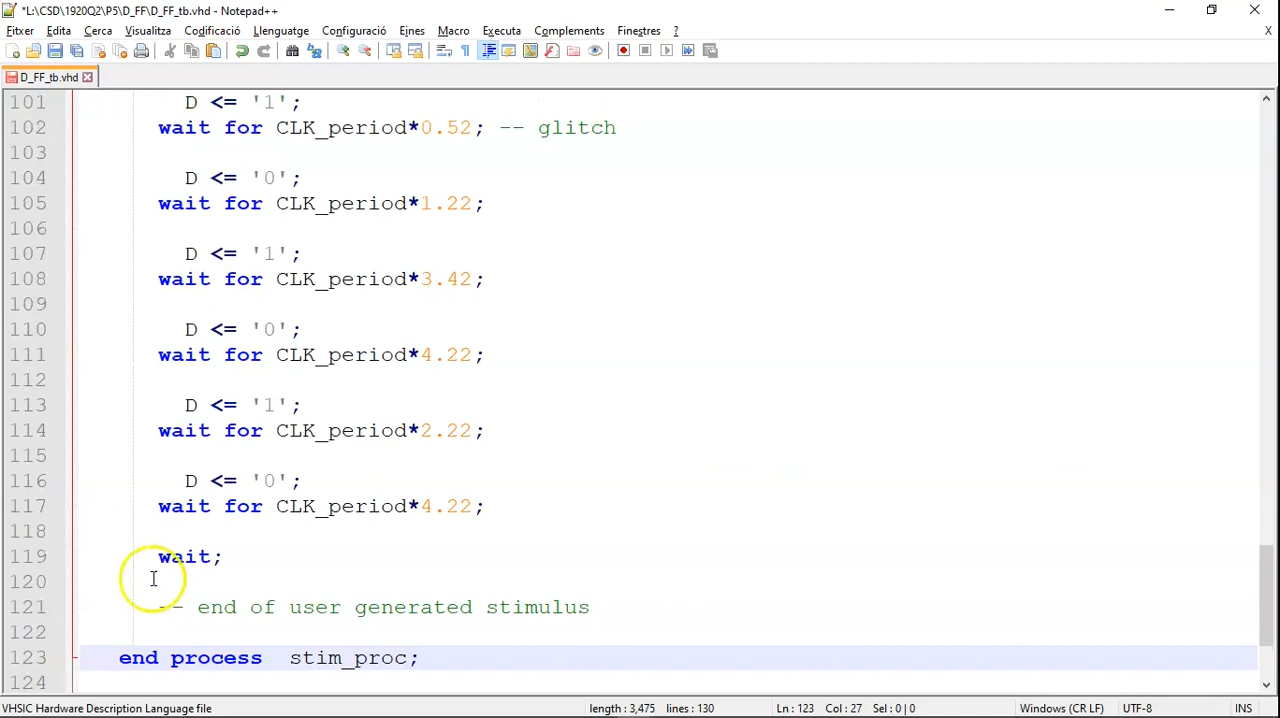 *L:\CSD\1920Q2\P5\D_FF\D_FF_tb.vhd - Notepad++
Etxer Edita Cerca Visualitza Codificació Llenguatge Configuració Eines Macro Executa Complements Finestres ? X
D_FF_tb.vhd
101 D <= '1';
102 wait for CLK_period*0.52; -- glitch
103
104 D <= '0';
105 wait for CLK_period*1.22;
106
107 D <= '1';
108 wait for CLK_period*3.42;
109
110 D <= '0';
111 wait for CLK_period*4.22;
112
113 D <= '1';
114 wait for CLK_period*2.22;
115
116 D <= '0';
117 wait for CLK_period*4.22;
118
119 wait;
120
121 -- end of user generated stimulus
122
123 end process stim_proc;
124
VHSIC Hardware Description Language file length : 3,475 lines : 130 Ln : 123 Col : 27 Sel : 0 | 0 Windows (CR LF) UTF-8 INS